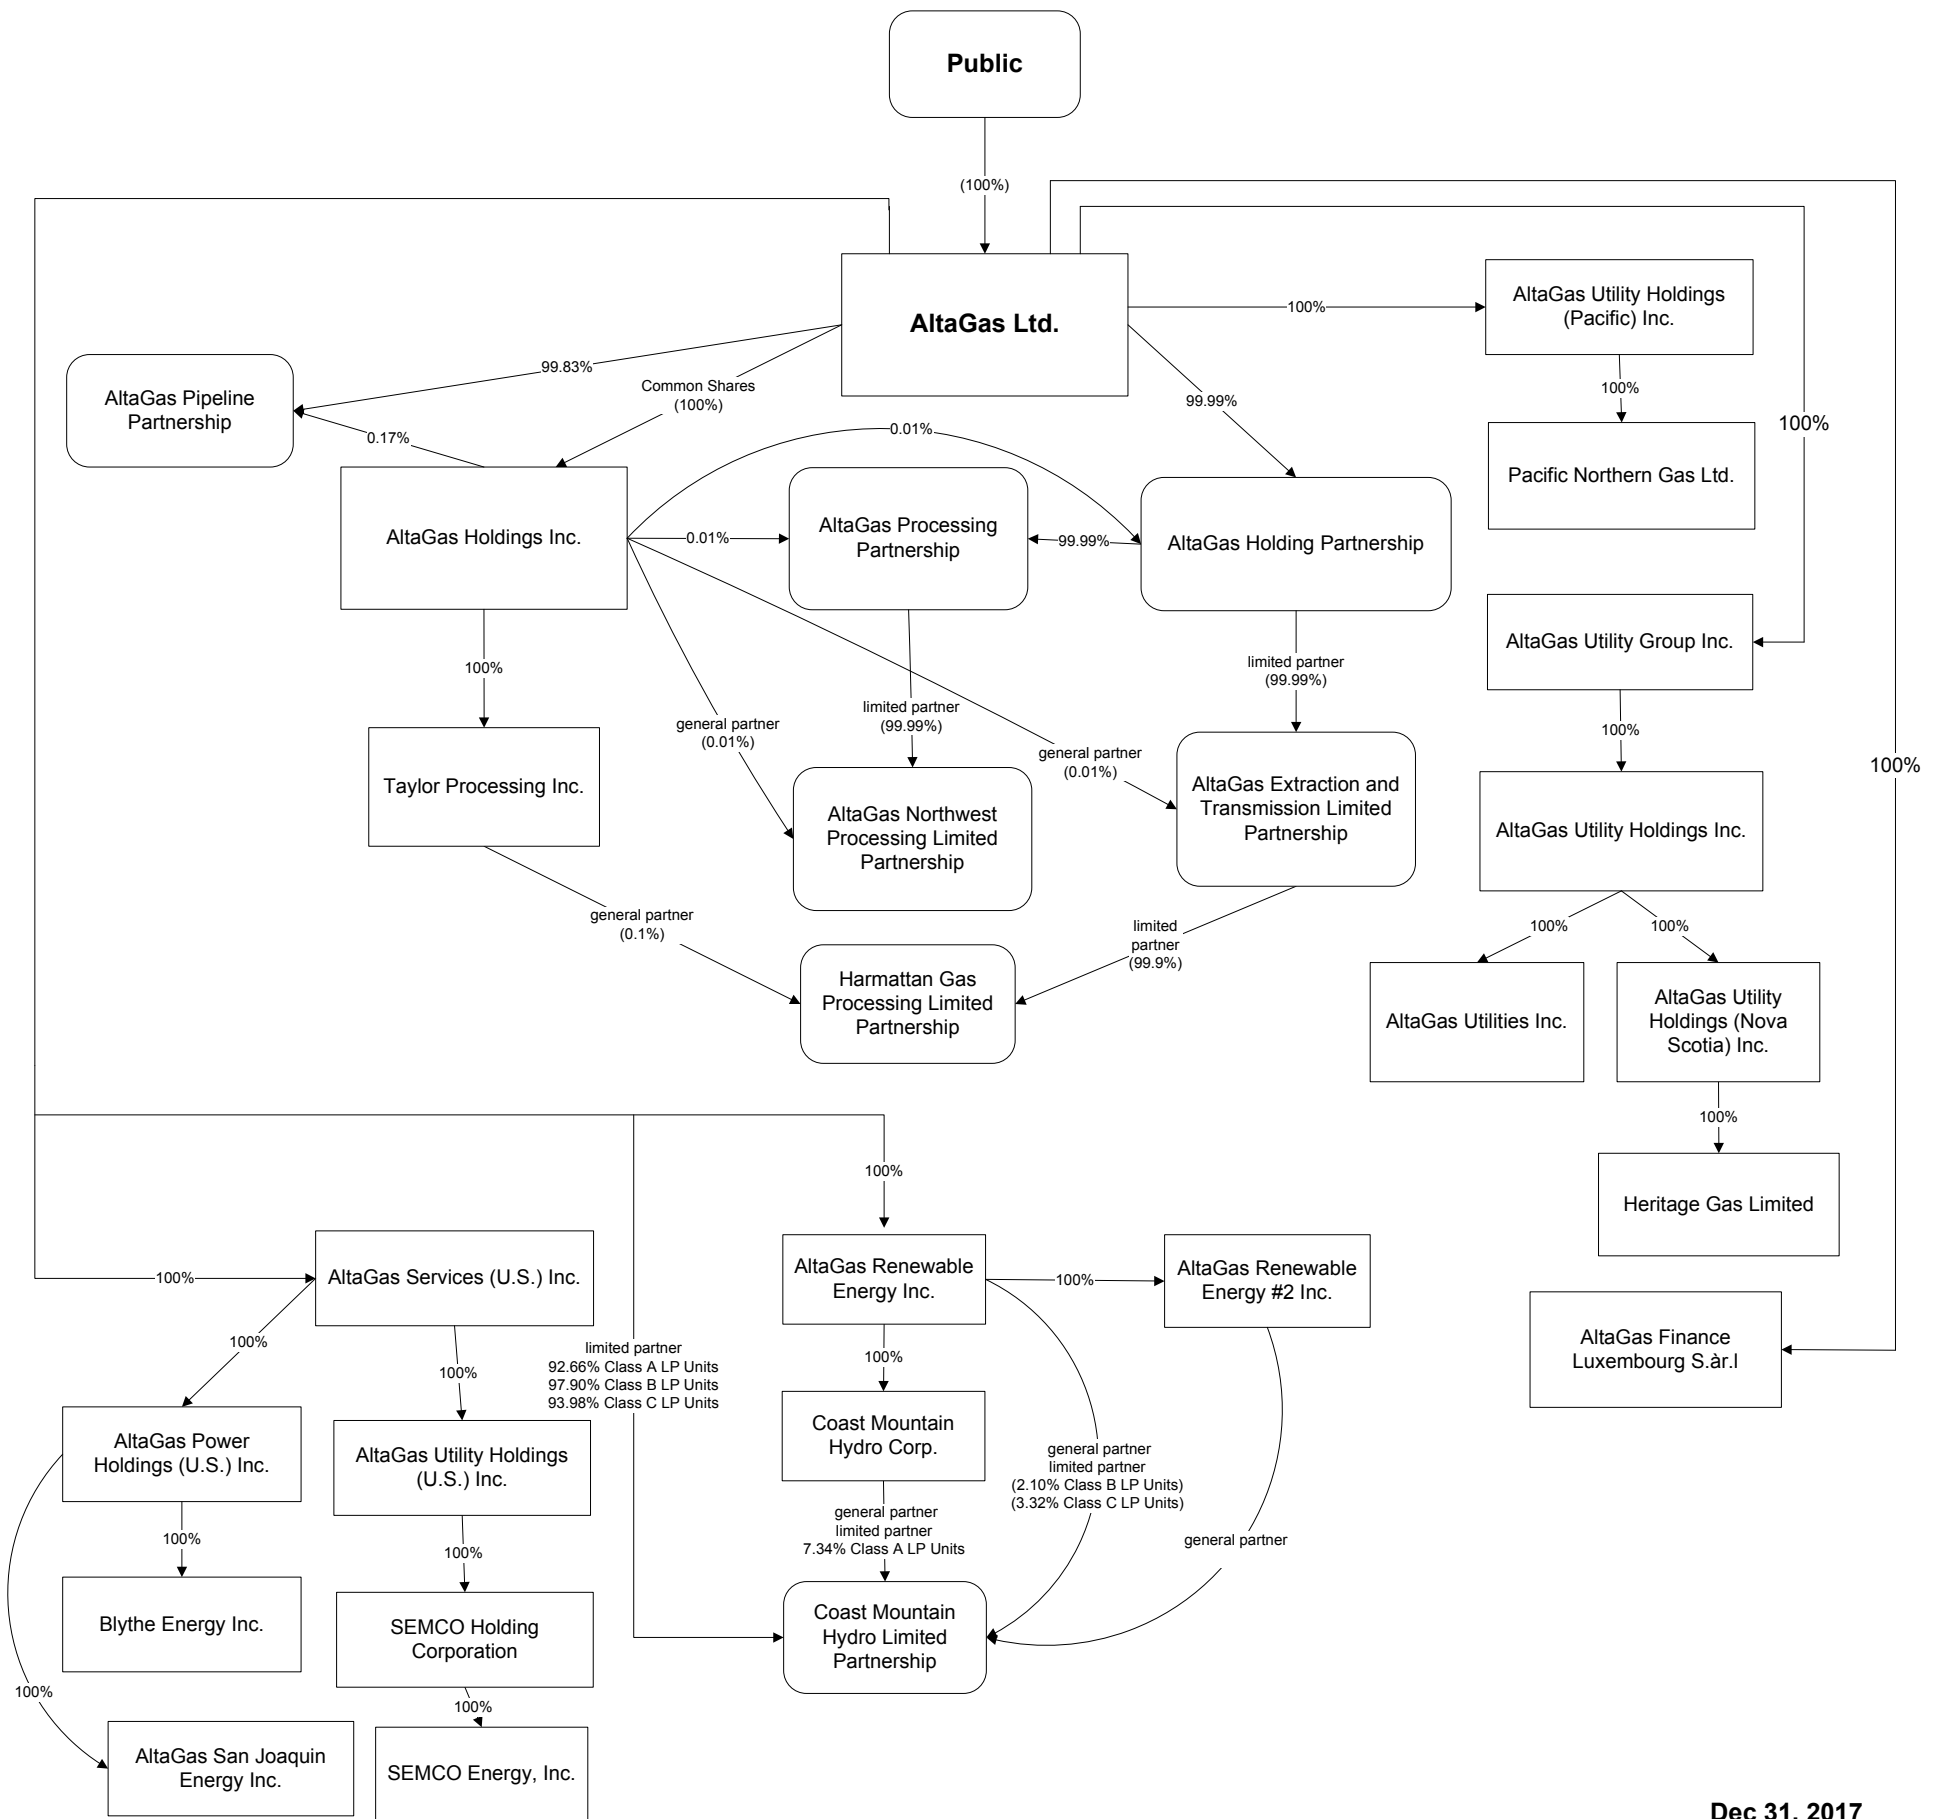 Public
(100%)
AltaGas Ltd.
100%
AltaGas Utility Holdings
(Pacific) Inc.
99.83%
Common Shares
(100%)
99.99%
100%
100%
AltaGas Pipeline
Partnership
0.17%
0.01%
Pacific Northern Gas Ltd.
AltaGas Holdings Inc.
0.01%
AltaGas Processing
Partnership
99.99%
AltaGas Holding Partnership
AltaGas Utility Group Inc.
100%
limited partner
(99.99%)
general partner
(0.01%)
limited partner
(99.99%)
general partner
(0.01%)
100%
100%
Taylor Processing Inc.
AltaGas Northwest
Processing Limited
Partnership
AltaGas Extraction and
Transmission Limited
Partnership
AltaGas Utility Holdings Inc.
general partner
(0.1%)
limited
partner
(99.9%)
100%
100%
Harmattan Gas
Processing Limited
Partnership
AltaGas Utilities Inc.
AltaGas Utility
Holdings (Nova
Scotia) Inc.
100%
100%
Heritage Gas Limited
100%
AltaGas Services (U.S.) Inc.
AltaGas Renewable
Energy Inc.
100%
AltaGas Renewable
Energy #2 Inc.
100%
100%
limited partner
92.66% Class A LP Units
97.90% Class B LP Units
93.98% Class C LP Units
100%
AltaGas Finance
Luxembourg S.àr.l
AltaGas Power
Holdings (U.S.) Inc.
AltaGas Utility Holdings
(U.S.) Inc.
Coast Mountain
Hydro Corp.
general partner
limited partner
(2.10% Class B LP Units)
(3.32% Class C LP Units)
100%
100%
general partner
limited partner
7.34% Class A LP Units
general partner
Blythe Energy Inc.
SEMCO Holding
Corporation
Coast Mountain
Hydro Limited
Partnership
100%
100%
AltaGas San Joaquin
Energy Inc.
SEMCO Energy, Inc.
Dec 31, 2017